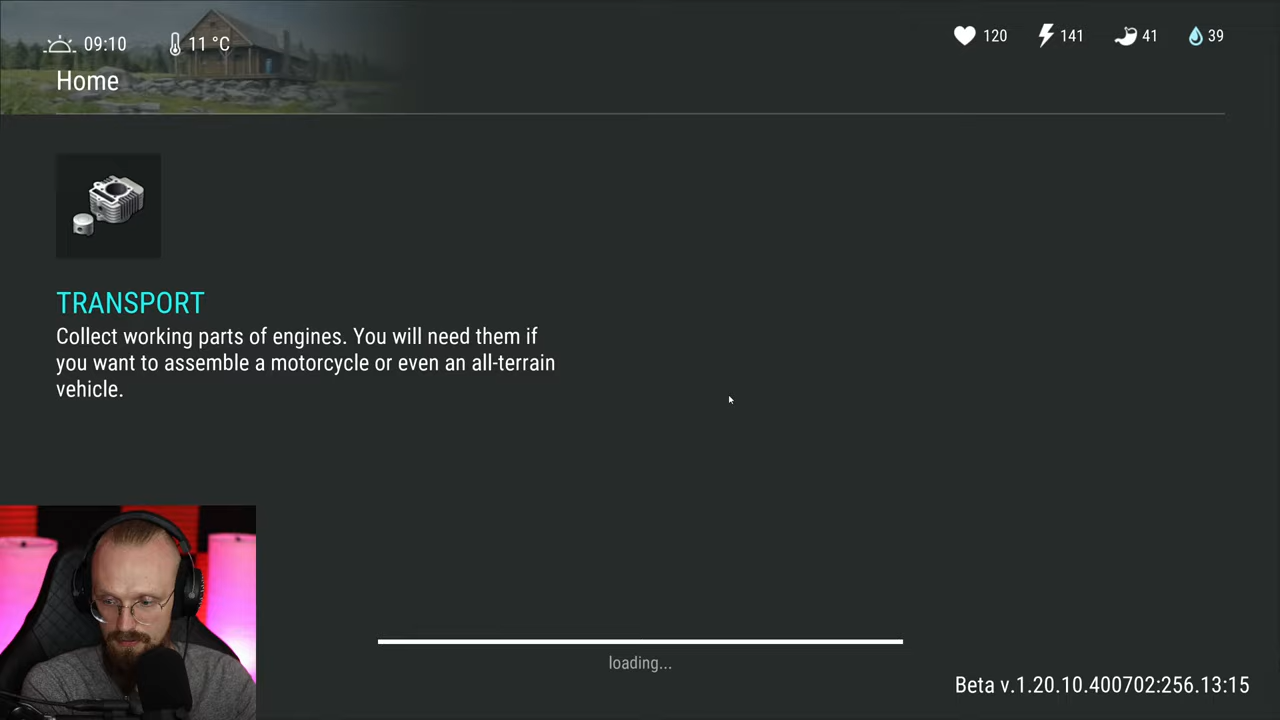 09:10 11 °C 120 141 41 39
Home
TRANSPORT
Collect working parts of engines. You will need them if
you want to assemble a motorcycle or even an all-terrain
vehicle.
loading...
Beta v.1.20.10.400702:256.13:15